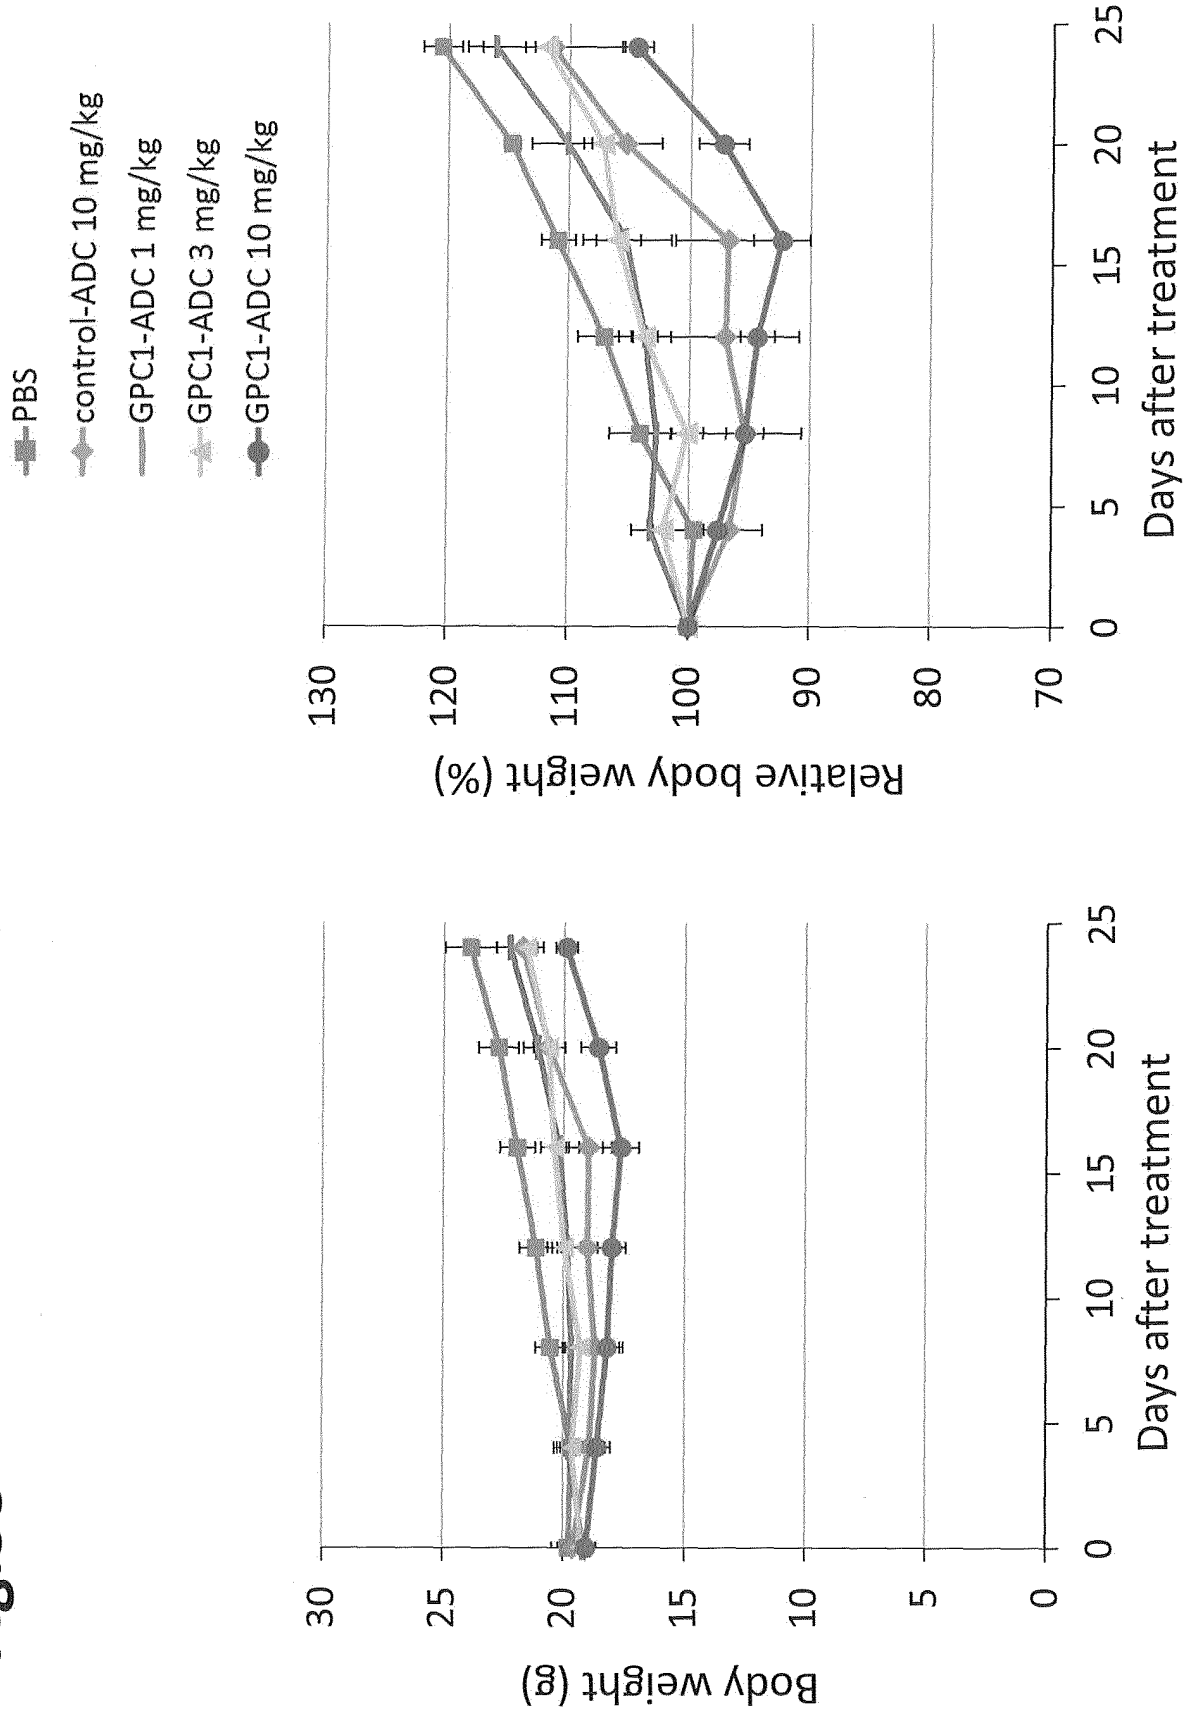 PBS
control-ADC 10 mg/kg
GPC1-ADC 1 mg/kg
GPC1-ADC 3 mg/kg
GPC1-ADC 10 mg/kg
Body weight (g)
30
25
20
15
10
5
0
0 5 10 15 20 25
Days after treatment
Relative body weight (%)
130
120
110
100
90
80
70
0 5 10 15 20 25
Days after treatment